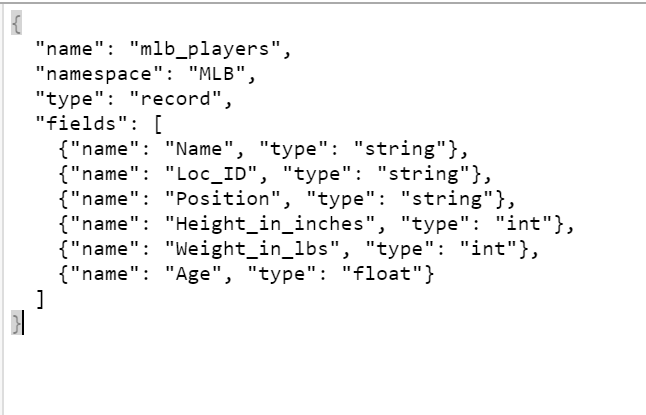 {
  "name": "mlb_players",
  "namespace": "MLB",
  "type": "record",
  "fields": [
    {"name": "Name", "type": "string"},
    {"name": "Loc_ID", "type": "string"},
    {"name": "Position", "type": "string"},
    {"name": "Height_in_inches", "type": "int"},
    {"name": "Weight_in_lbs", "type": "int"},
    {"name": "Age", "type": "float"}
  ]
}